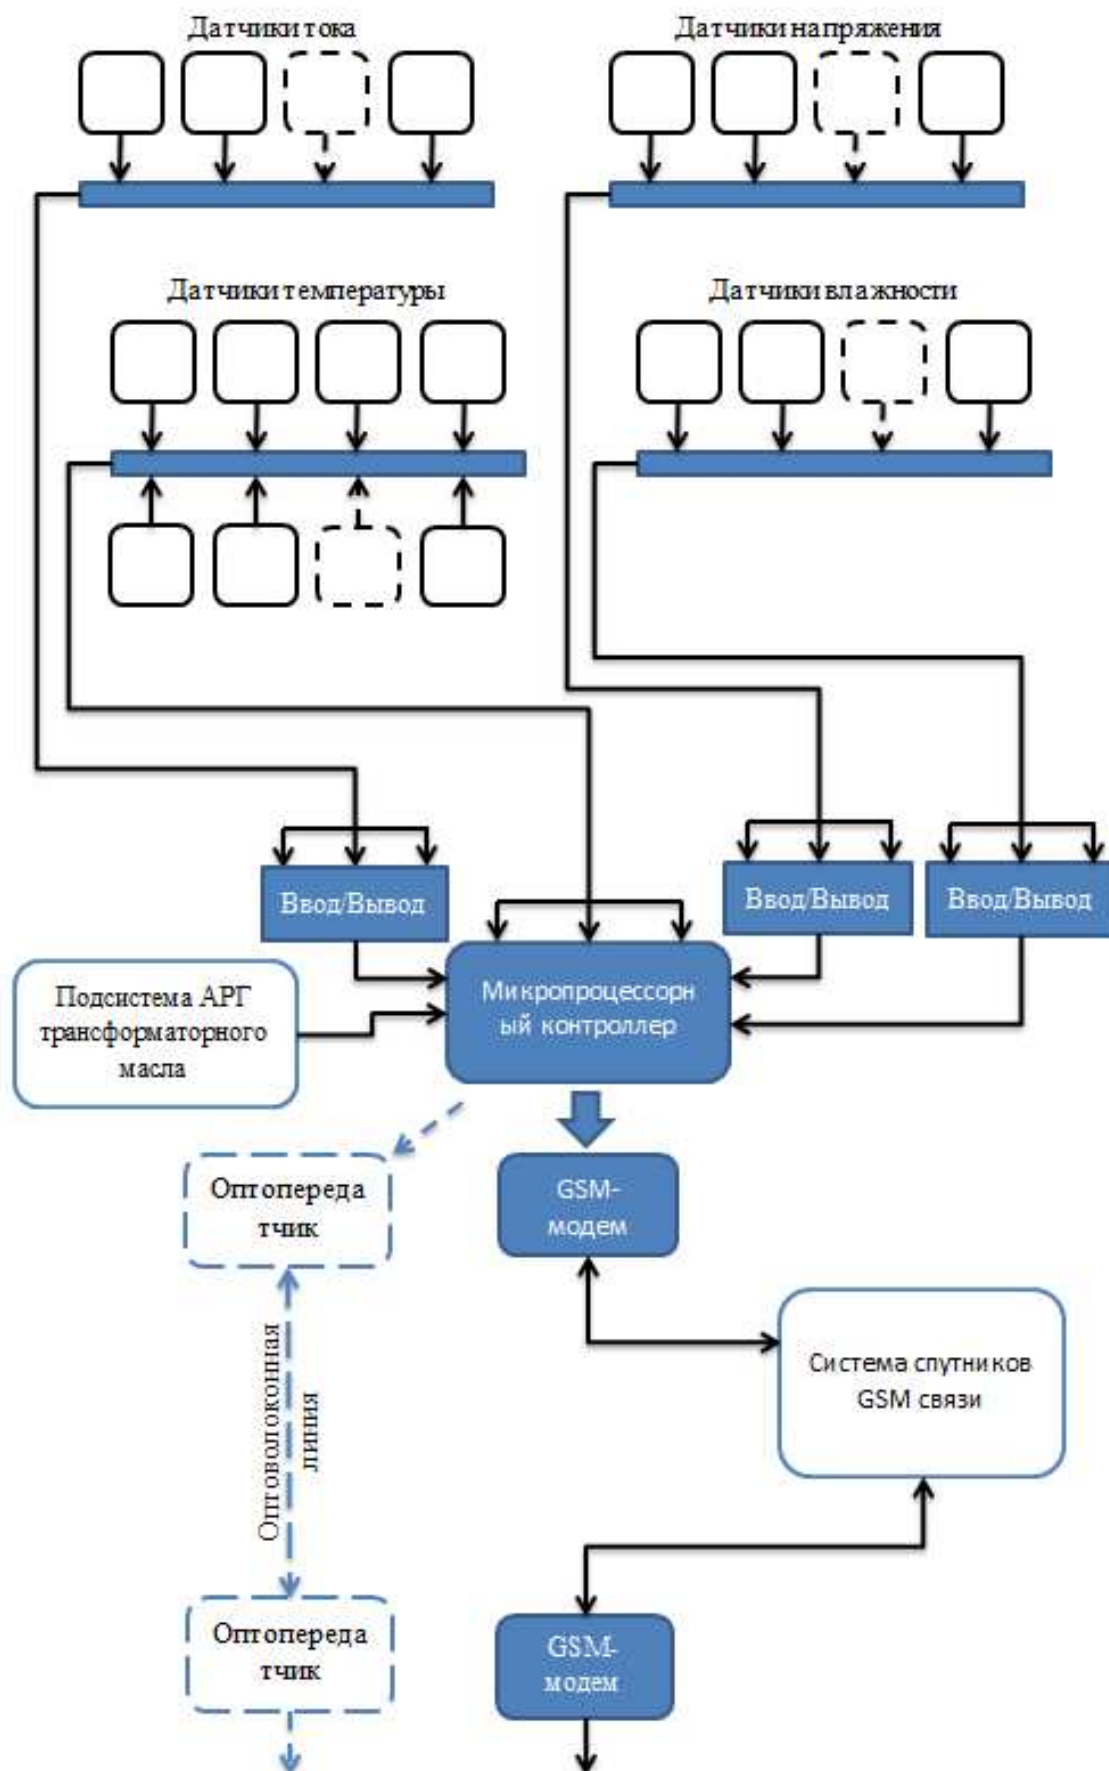 Датчики тока
Датчики напряжения
Датчики температуры
Датчики влажности
Ввод/Вывод
Ввод/Вывод
Ввод/Вывод
Микропроцессорн
ый контроллер
Подсистема АРГ
трансформаторного
масла
Оптопереда
тчик
GSM-
модем
Оптоволоконная
линия
Система спутников
GSM связи
Оптопереда
тчик
GSM-
модем